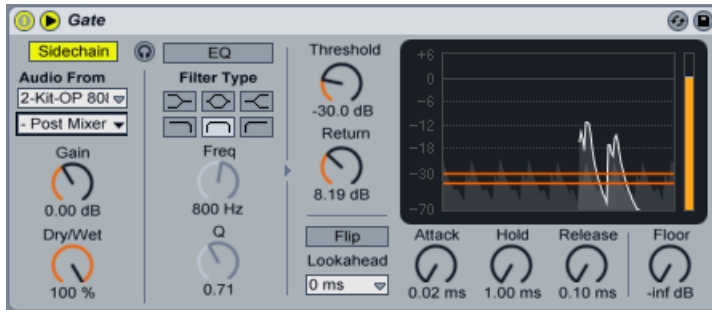 Gate
Sidechain
Audio From
2-Kit-OP 808
- Post Mixer
Gain
0.00 dB
Dry/Wet
100 %
EQ
Filter Type
Freq
800 Hz
Q
0.71
Threshold
-30.0 dB
Return
8.19 dB
Flip
Lookahead
0 ms
+6
0
-6
-12
-18
-30
-70
Attack
0.02 ms
Hold
1.00 ms
Release
0.10 ms
Floor
-inf dB